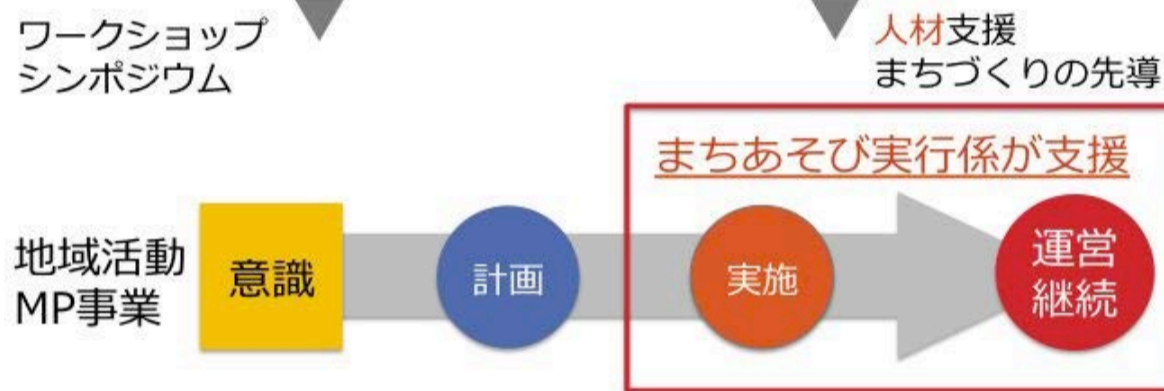 ワークショップ
シンポジウム
人材支援
まちづくりの先導
まちあそび実行係が支援
地域活動
MP事業
意識
計画
実施
運営
継続